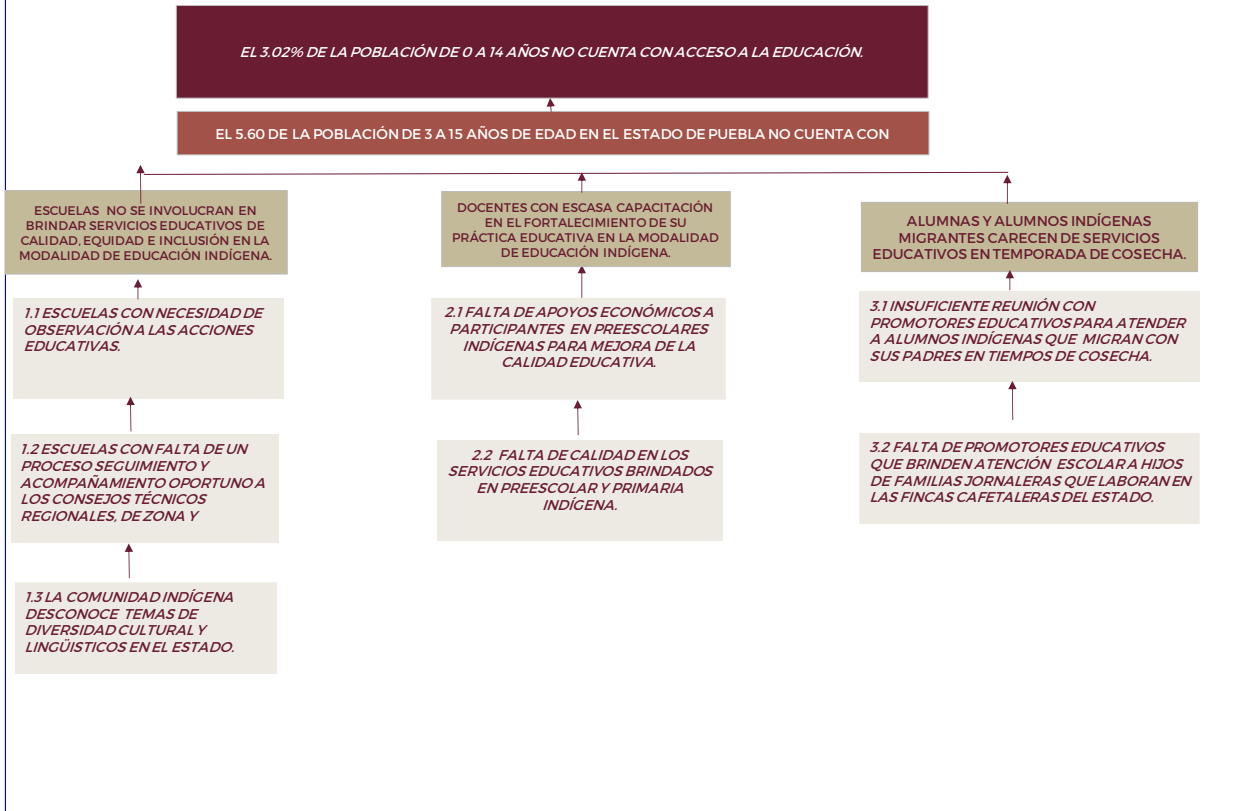 EL 3.02% DE LA POBLACIÓN DE 0 A 14 AÑOS NO CUENTA CON ACCESO A LA EDUCACIÓN.
EL 5.60 DE LA POBLACIÓN DE 3 A 15 AÑOS DE EDAD EN EL ESTADO DE PUEBLA NO CUENTA CON
ESCUELAS NO SE INVOLUCRAN EN
BRINDAR SERVICIOS EDUCATIVOS DE
CALIDAD, EQUIDAD E INCLUSIÓN EN LA
MODALIDAD DE EDUCACIÓN INDÍGENA.
1.1 ESCUELAS CON NECESIDAD DE
OBSERVACIÓN A LAS ACCIONES
EDUCATIVAS.
1.2 ESCUELAS CON FALTA DE UN
PROCESO SEGUIMIENTO Y
ACOMPAÑAMIENTO OPORTUNO A
LOS CONSEJOS TÉCNICOS
REGIONALES, DE ZONA Y
1.3 LA COMUNIDAD INDÍGENA
DESCONOCE TEMAS DE
DIVERSIDAD CULTURAL Y
LINGÜISTICOS EN EL ESTADO.
DOCENTES CON ESCASA CAPACITACIÓN
EN EL FORTALECIMIENTO DE SU
PRÁCTICA EDUCATIVA EN LA MODALIDAD
DE EDUCACIÓN INDÍGENA.
2.1 FALTA DE APOYOS ECONÓMICOS A
PARTICIPANTES EN PREESCOLARES
INDÍGENAS PARA MEJORA DE LA
CALIDAD EDUCATIVA.
2.2 FALTA DE CALIDAD EN LOS
SERVICIOS EDUCATIVOS BRINDADOS
EN PREESCOLAR Y PRIMARIA
INDÍGENA.
ALUMNAS Y ALUMNOS INDÍGENAS
MIGRANTES CARECEN DE SERVICIOS
EDUCATIVOS EN TEMPORADA DE COSECHA.
3.1 INSUFICIENTE REUNIÓN CON
PROMOTORES EDUCATIVOS PARA ATENDER
A ALUMNOS INDÍGENAS QUE MIGRAN CON
SUS PADRES EN TIEMPOS DE COSECHA.
3.2 FALTA DE PROMOTORES EDUCATIVOS
QUE BRINDEN ATENCIÓN ESCOLAR A HIJOS
DE FAMILIAS JORNALERAS QUE LABORAN EN
LAS FINCAS CAFETALERAS DEL ESTADO.